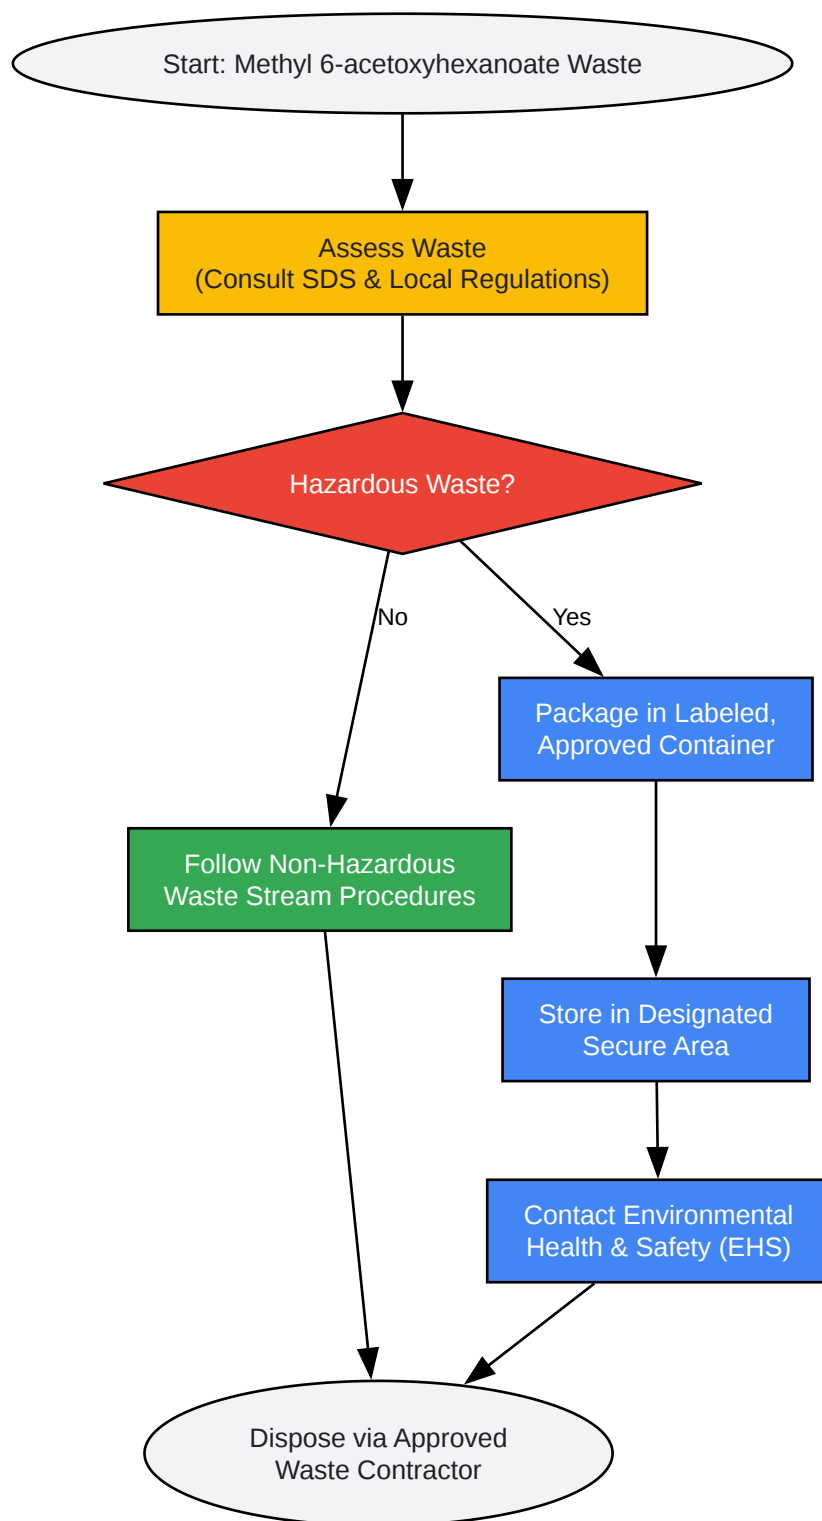 Start: Methyl 6-acetoxyhexanoate Waste
Assess Waste
(Consult SDS & Local Regulations)
Hazardous Waste?
No
Yes
Package in Labeled,
Approved Container
Follow Non-Hazardous
Waste Stream Procedures
Store in Designated
Secure Area
Contact Environmental
Health & Safety (EHS)
Dispose via Approved
Waste Contractor